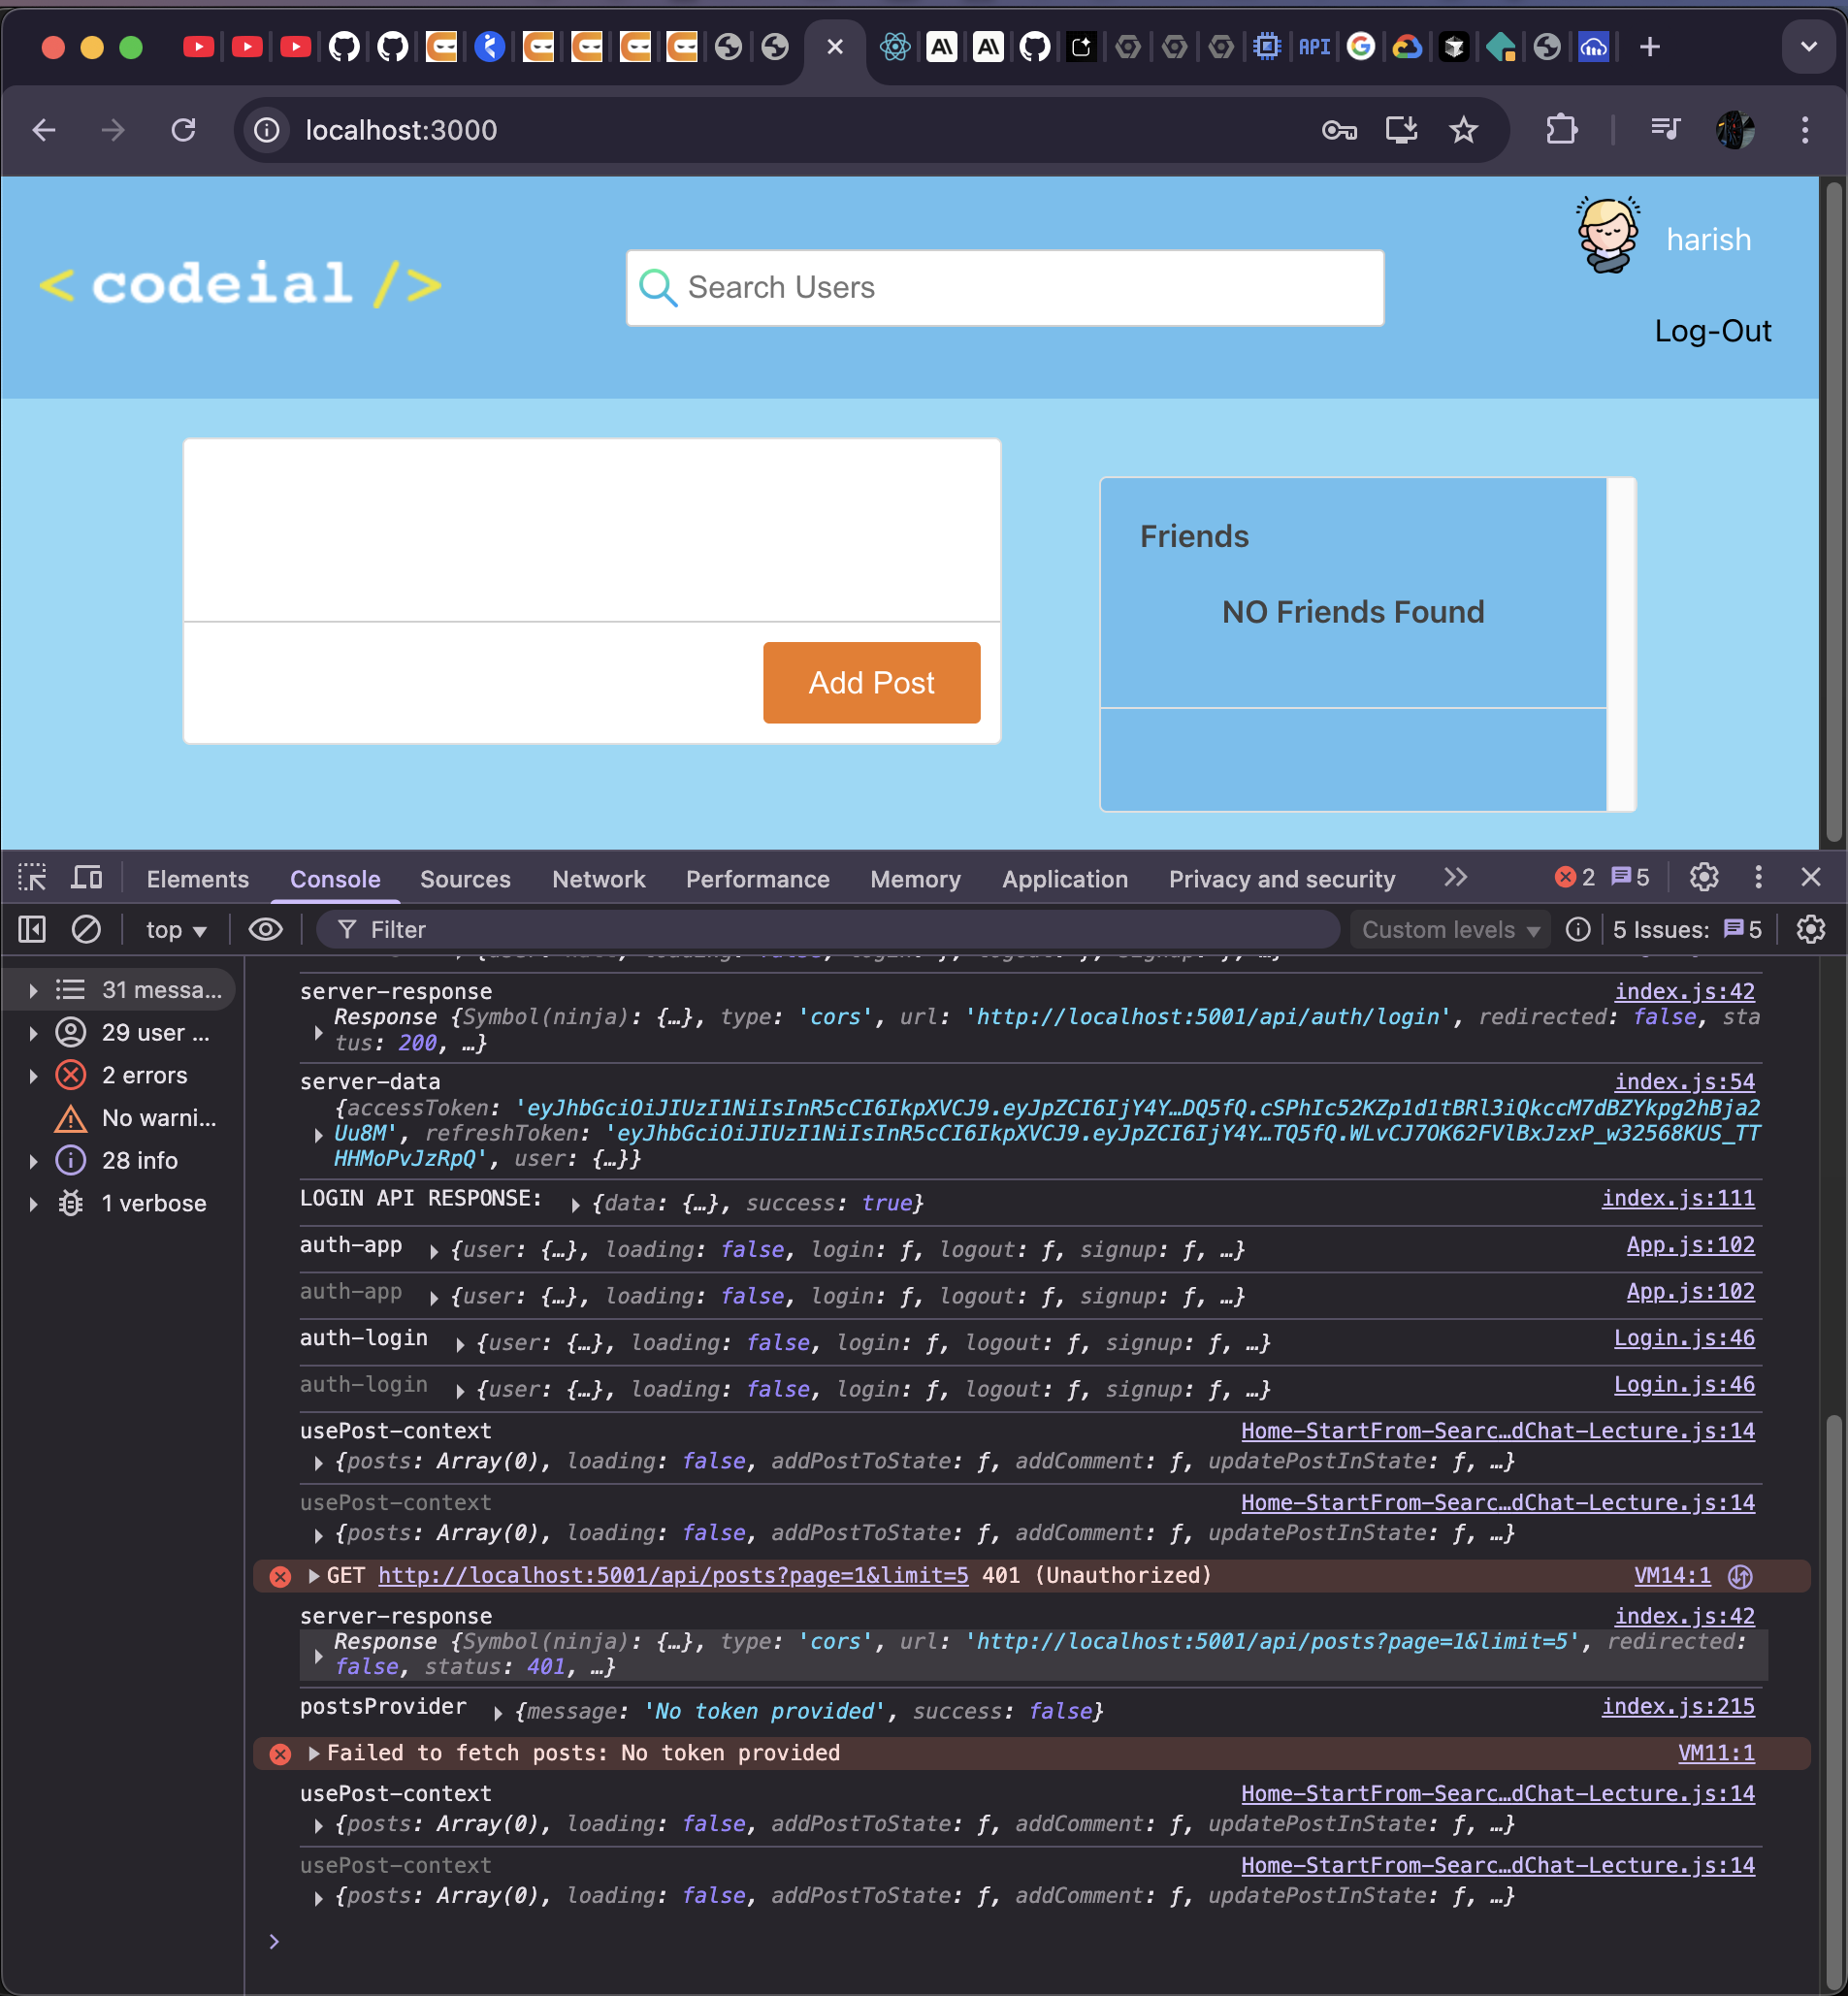 API
localhost:3000
< codeial />
Search Users
harish
Log-Out
Add Post
Friends
NO Friends Found
Elements
Console
Sources
Network
Performance
Memory
Application
Privacy and security
2
5
top
Filter
Custom levels
5 Issues:
5
31 messa...
29 user ...
2 errors
No warni...
28 info
1 verbose
server-response index.js:42
Response {Symbol(ninja): {…}, type: 'cors', url: 'http://localhost:5001/api/auth/login', redirected: false, sta
tus: 200, …}
server-data index.js:54
{accessToken: 'eyJhbGciOiJIUzI1NiIsInR5cCI6IkpXVCJ9.eyJpZCI6IjY4Y…DQ5fQ.cSPhIc52KZp1d1tBRl3iQkccM7dBZYkpg2hBja2
Uu8M', refreshToken: 'eyJhbGciOiJIUzI1NiIsInR5cCI6IkpXVCJ9.eyJpZCI6IjY4Y…TQ5fQ.WLvCJ7OK62FVlBxJzxP_w32568KUS_TT
HHMoPvJzRpQ', user: {…}}
LOGIN API RESPONSE: {data: {…}, success: true} index.js:111
auth-app {user: {…}, loading: false, login: ƒ, logout: ƒ, signup: ƒ, …} App.js:102
auth-app {user: {…}, loading: false, login: ƒ, logout: ƒ, signup: ƒ, …} App.js:102
auth-login {user: {…}, loading: false, login: ƒ, logout: ƒ, signup: ƒ, …} Login.js:46
auth-login {user: {…}, loading: false, login: ƒ, logout: ƒ, signup: ƒ, …} Login.js:46
usePost-context Home-StartFrom-Searc…dChat-Lecture.js:14
{posts: Array(0), loading: false, addPostToState: ƒ, addComment: ƒ, updatePostInState: ƒ, …}
usePost-context Home-StartFrom-Searc…dChat-Lecture.js:14
{posts: Array(0), loading: false, addPostToState: ƒ, addComment: ƒ, updatePostInState: ƒ, …}
GET http://localhost:5001/api/posts?page=1&limit=5 401 (Unauthorized) VM14:1
server-response index.js:42
Response {Symbol(ninja): {…}, type: 'cors', url: 'http://localhost:5001/api/posts?page=1&limit=5', redirected:
false, status: 401, …}
postsProvider {message: 'No token provided', success: false} index.js:215
Failed to fetch posts: No token provided VM11:1
usePost-context Home-StartFrom-Searc…dChat-Lecture.js:14
{posts: Array(0), loading: false, addPostToState: ƒ, addComment: ƒ, updatePostInState: ƒ, …}
usePost-context Home-StartFrom-Searc…dChat-Lecture.js:14
{posts: Array(0), loading: false, addPostToState: ƒ, addComment: ƒ, updatePostInState: ƒ, …}